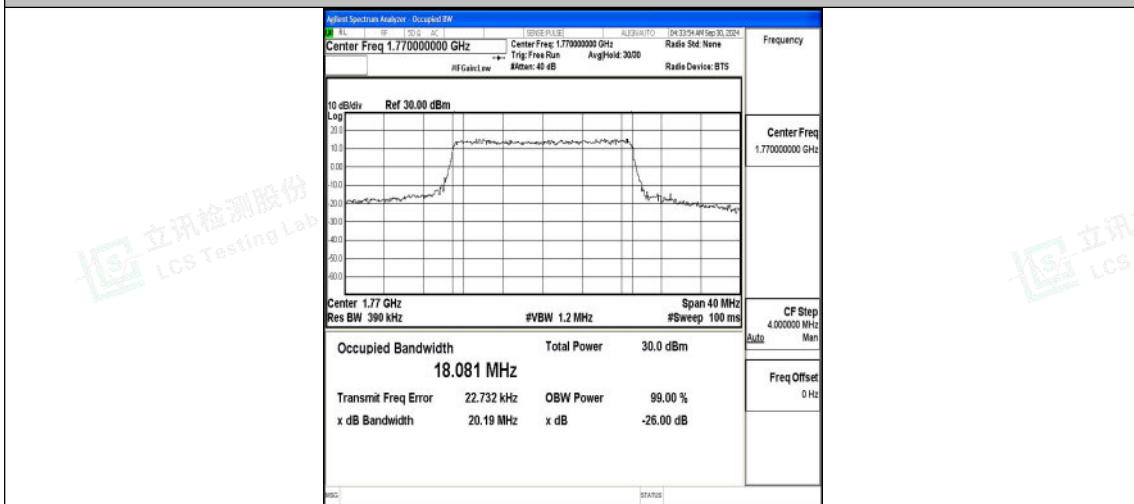 Agilent Spectrum Analyzer - Occupied BW
RL RF 50 Ω AC SENSE:PULSE ALIGNAUTO 04:33:54 AM Sep 30, 2024
Center Freq 1.770000000 GHz
Center Freq: 1.770000000 GHz
Radio Std: None
Trig: Free Run Avg|Hold: 30/30
#IFGain:Low #Atten: 40 dB Radio Device: BTS
Frequency
10 dB/div Ref 30.00 dBm
Log
20.0
10.0
0.00
-10.0
-20.0
-30.0
-40.0
-50.0
-60.0
Center 1.77 GHz Span 40 MHz
Res BW 390 kHz #VBW 1.2 MHz #Sweep 100 ms
Occupied Bandwidth Total Power 30.0 dBm
18.081 MHz
Transmit Freq Error 22.732 kHz OBW Power 99.00 %
x dB Bandwidth 20.19 MHz x dB -26.00 dB
Center Freq
1.770000000 GHz
CF Step
4.000000 MHz
Auto Man
Freq Offset
0 Hz
MSG STATUS
立讯检测股份
LCS Testing Lab
立讯
LCS